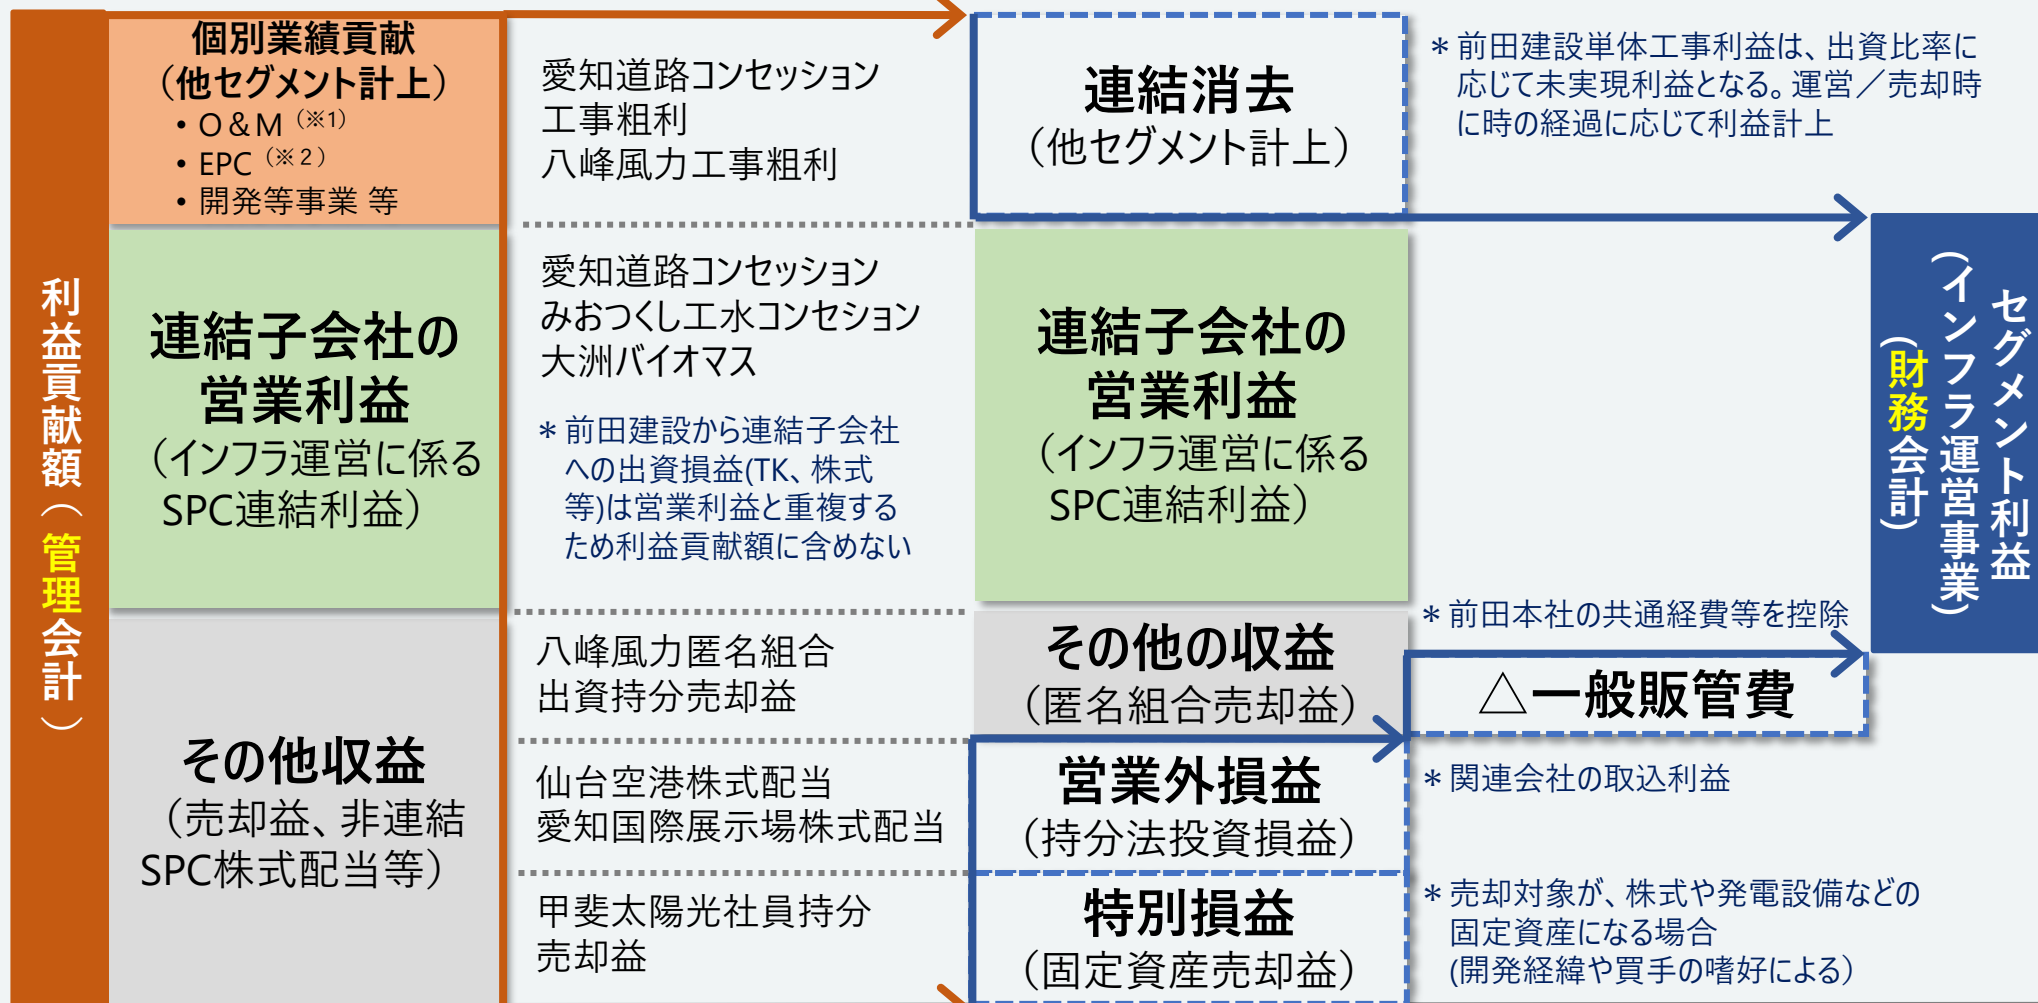 利益貢献額（管理会計）
個別業績貢献
（他セグメント計上）
・O＆M（※1）
・EPC（※２）
・開発等事業 等
連結子会社の
営業利益
（インフラ運営に係る
SPC連結利益）
その他収益
（売却益、非連結
SPC株式配当等）
愛知道路コンセッション
工事粗利
八峰風力工事粗利
愛知道路コンセッション
みおつくし工水コンセション
大洲バイオマス
＊前田建設から連結子会社
への出資損益(TK、株式
等)は営業利益と重複する
ため利益貢献額に含めない
八峰風力匿名組合
出資持分売却益
仙台空港株式配当
愛知国際展示場株式配当
甲斐太陽光社員持分
売却益
連結消去
（他セグメント計上）
連結子会社の
営業利益
（インフラ運営に係る
SPC連結利益）
その他の収益
（匿名組合売却益）
営業外損益
（持分法投資損益）
特別損益
（固定資産売却益）
＊前田建設単体工事利益は、出資比率に
応じて未実現利益となる。運営／売却時
に時の経過に応じて利益計上
＊前田本社の共通経費等を控除
△一般販管費
＊関連会社の取込利益
＊売却対象が、株式や発電設備などの
固定資産になる場合
(開発経緯や買手の嗜好による）
セグメント利益
（インフラ運営事業）
（財務会計）